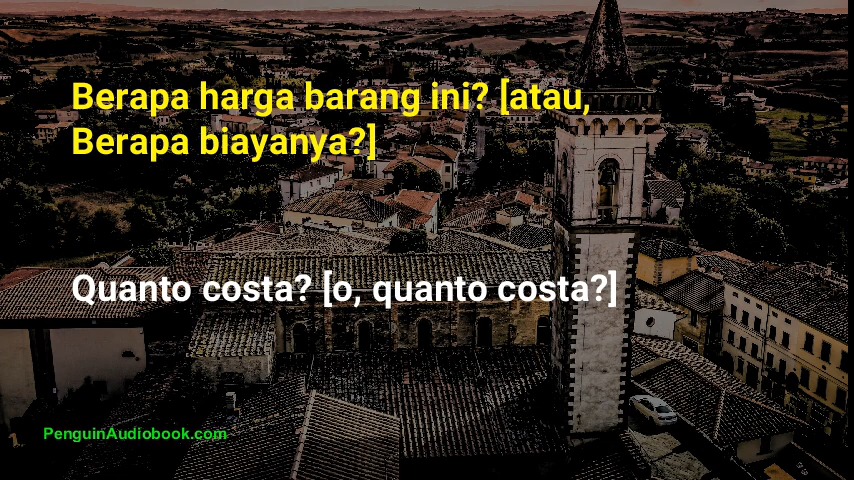 Berapa harga barang ini? [atau,
Berapa biayanya?]
Quanto costa? [o, quanto costa?]
PenguinAudiobook.com